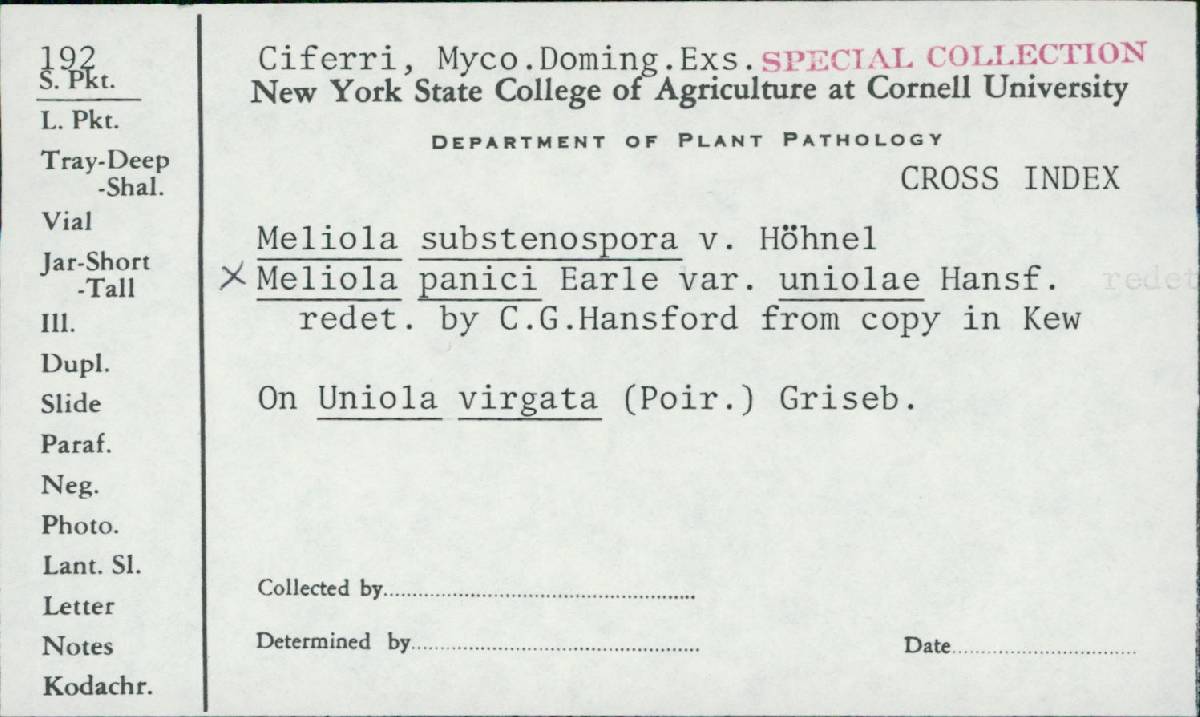 192
S. Pkt.
L. Pkt.
Tray-Deep
-Shal.
Vial
Jar-Short
-Tall
Ill.
Dupl.
Slide
Paraf.
Neg.
Photo.
Lant. Sl.
Letter
Notes
Kodachr.
Ciferri, Myco.Doming.Exs. SPECIAL COLLECTION
New York State College of Agriculture at Cornell University
DEPARTMENT OF PLANT PATHOLOGY
CROSS INDEX
Meliola substenospora v. Höhnel
X Meliola panici Earle var. uniolae Hansf. redet
redet. by C.G.Hansford from copy in Kew
On Uniola virgata (Poir.) Griseb.
Collected by
Determined by
Date